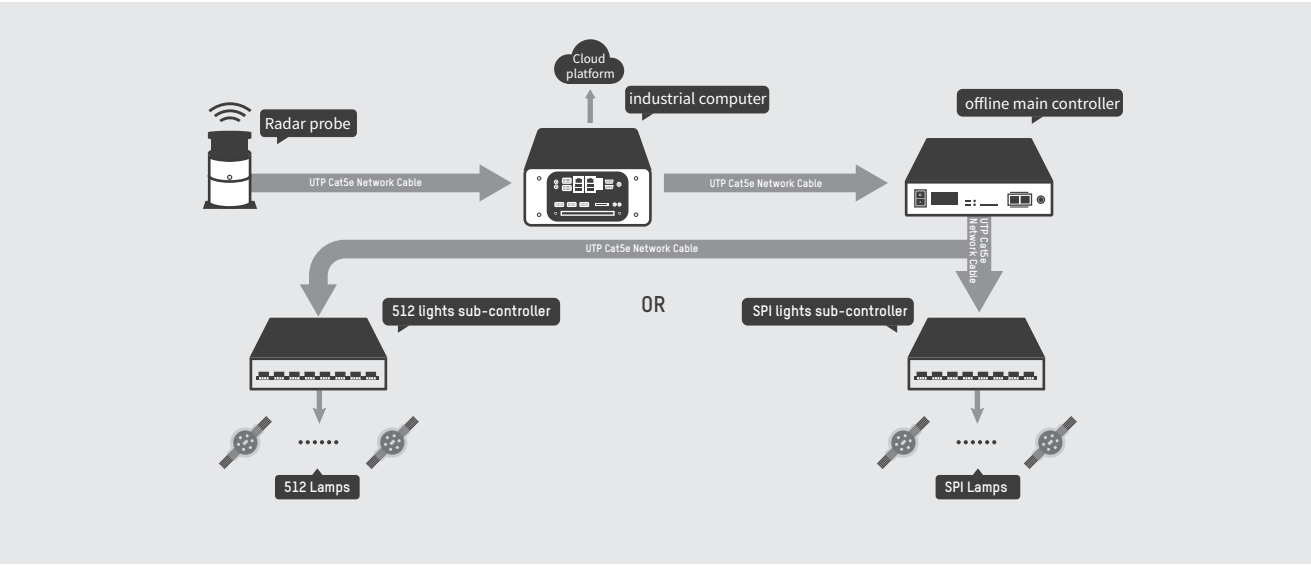 Cloud
platform
industrial computer
offline main controller
Radar probe
UTP Cat5e Network Cable
UTP Cat5e Network Cable
UTP Cat5e
Network Cable
UTP Cat5e Network Cable
512 lights sub-controller
OR
SPI lights sub-controller
512 Lamps
SPI Lamps